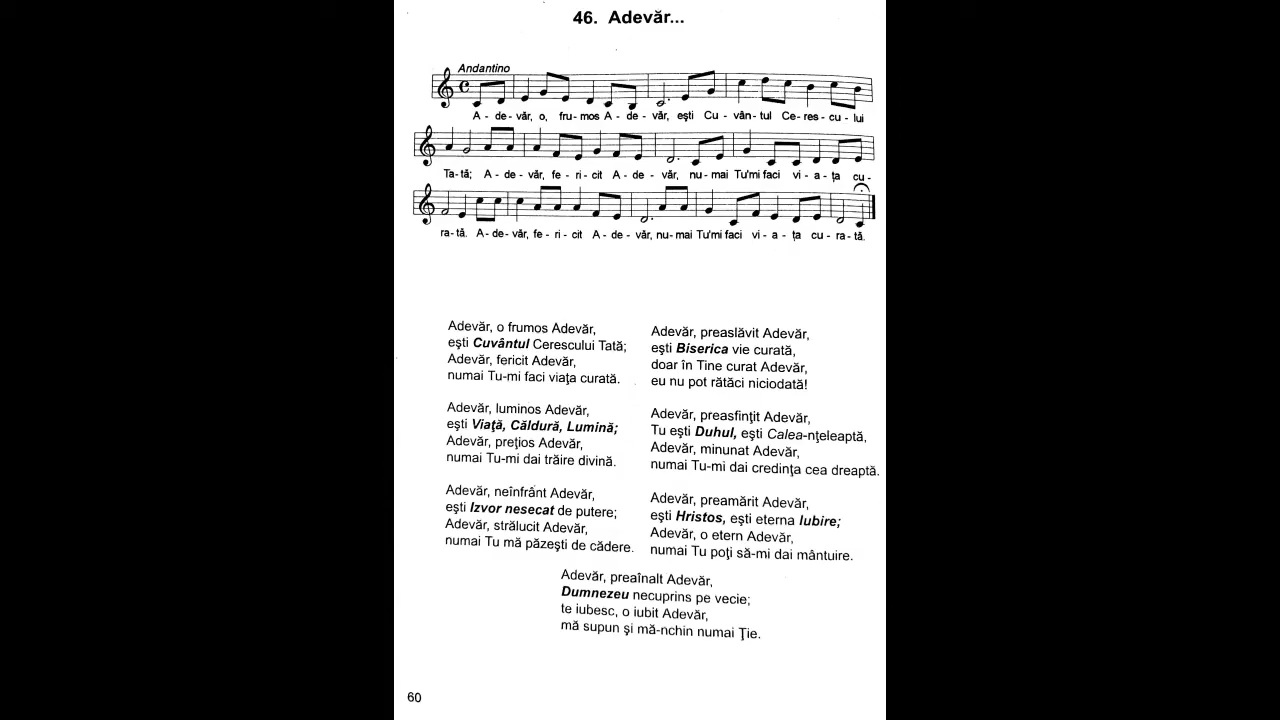 46. Adevăr...
Andantino
A - de - văr, o, fru - mos A - de - văr, eşti Cu - vân - tul Ce - res - cu - lui
Ta - tă; A - de - văr, fe - ri - cit A - de - văr, nu - mai Tu'mi faci vi - a - ţa cu -
ra - tă. A - de - văr, fe - ri - cit A - de - văr, nu - mai Tu'mi faci vi - a - ţa cu - ra - tă.
Adevăr, o frumos Adevăr,
eşti Cuvântul Cerescului Tată;
Adevăr, fericit Adevăr,
numai Tu-mi faci viaţa curată.
Adevăr, luminos Adevăr,
eşti Viaţă, Căldură, Lumină;
Adevăr, preţios Adevăr,
numai Tu-mi dai trăire divină.
Adevăr, neînfrânt Adevăr,
eşti Izvor nesecat de putere;
Adevăr, strălucit Adevăr,
numai Tu mă păzeşti de cădere.
Adevăr, preaslăvit Adevăr,
eşti Biserica vie curată,
doar în Tine curat Adevăr,
eu nu pot rătăci niciodată!
Adevăr, preasfinţit Adevăr,
Tu eşti Duhul, eşti Calea-nţeleaptă,
Adevăr, minunat Adevăr,
numai Tu-mi dai credinţa cea dreaptă.
Adevăr, preamărit Adevăr,
eşti Hristos, eşti eterna Iubire;
Adevăr, o etern Adevăr,
numai Tu poţi să-mi dai mântuire.
Adevăr, preaînalt Adevăr,
Dumnezeu necuprins pe vecie;
te iubesc, o iubit Adevăr,
mă supun şi mă-nchin numai Ţie.
60